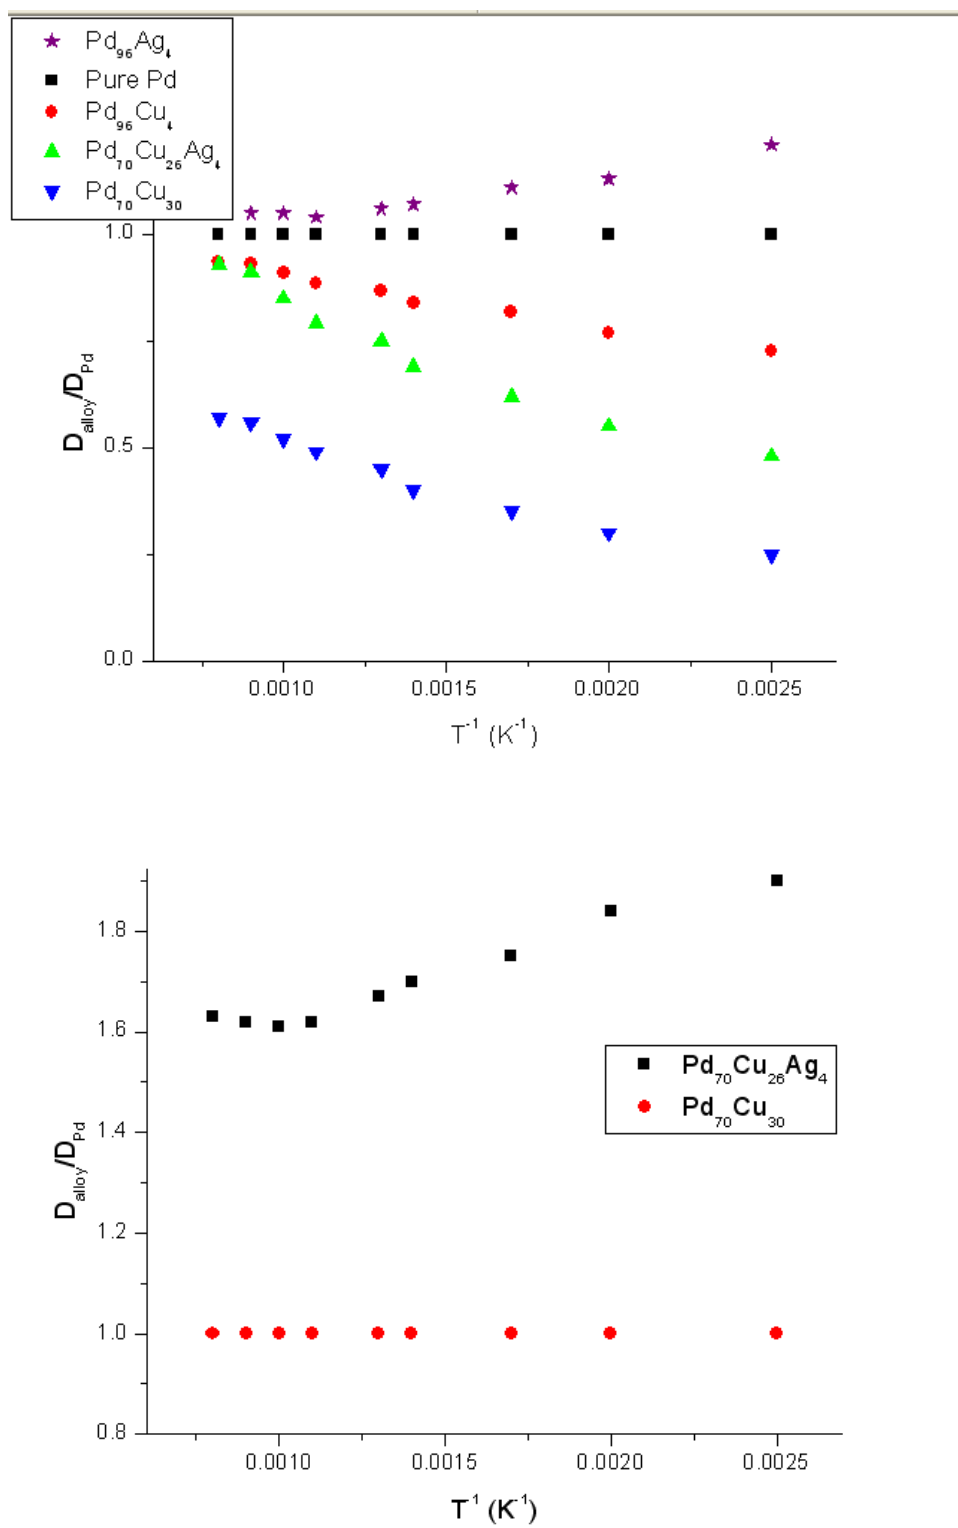 Pd96Ag4
Pure Pd
Pd96Cu4
Pd70Cu26Ag4
Pd70Cu30
1.0
0.5
0.0
Dalloy/DPd
0.0010 0.0015 0.0020 0.0025
T-1 (K-1)
1.8
1.6
1.4
1.2
1.0
0.8
Dalloy/DPd
Pd70Cu26Ag4
Pd70Cu30
0.0010 0.0015 0.0020 0.0025
T-1 (K-1)